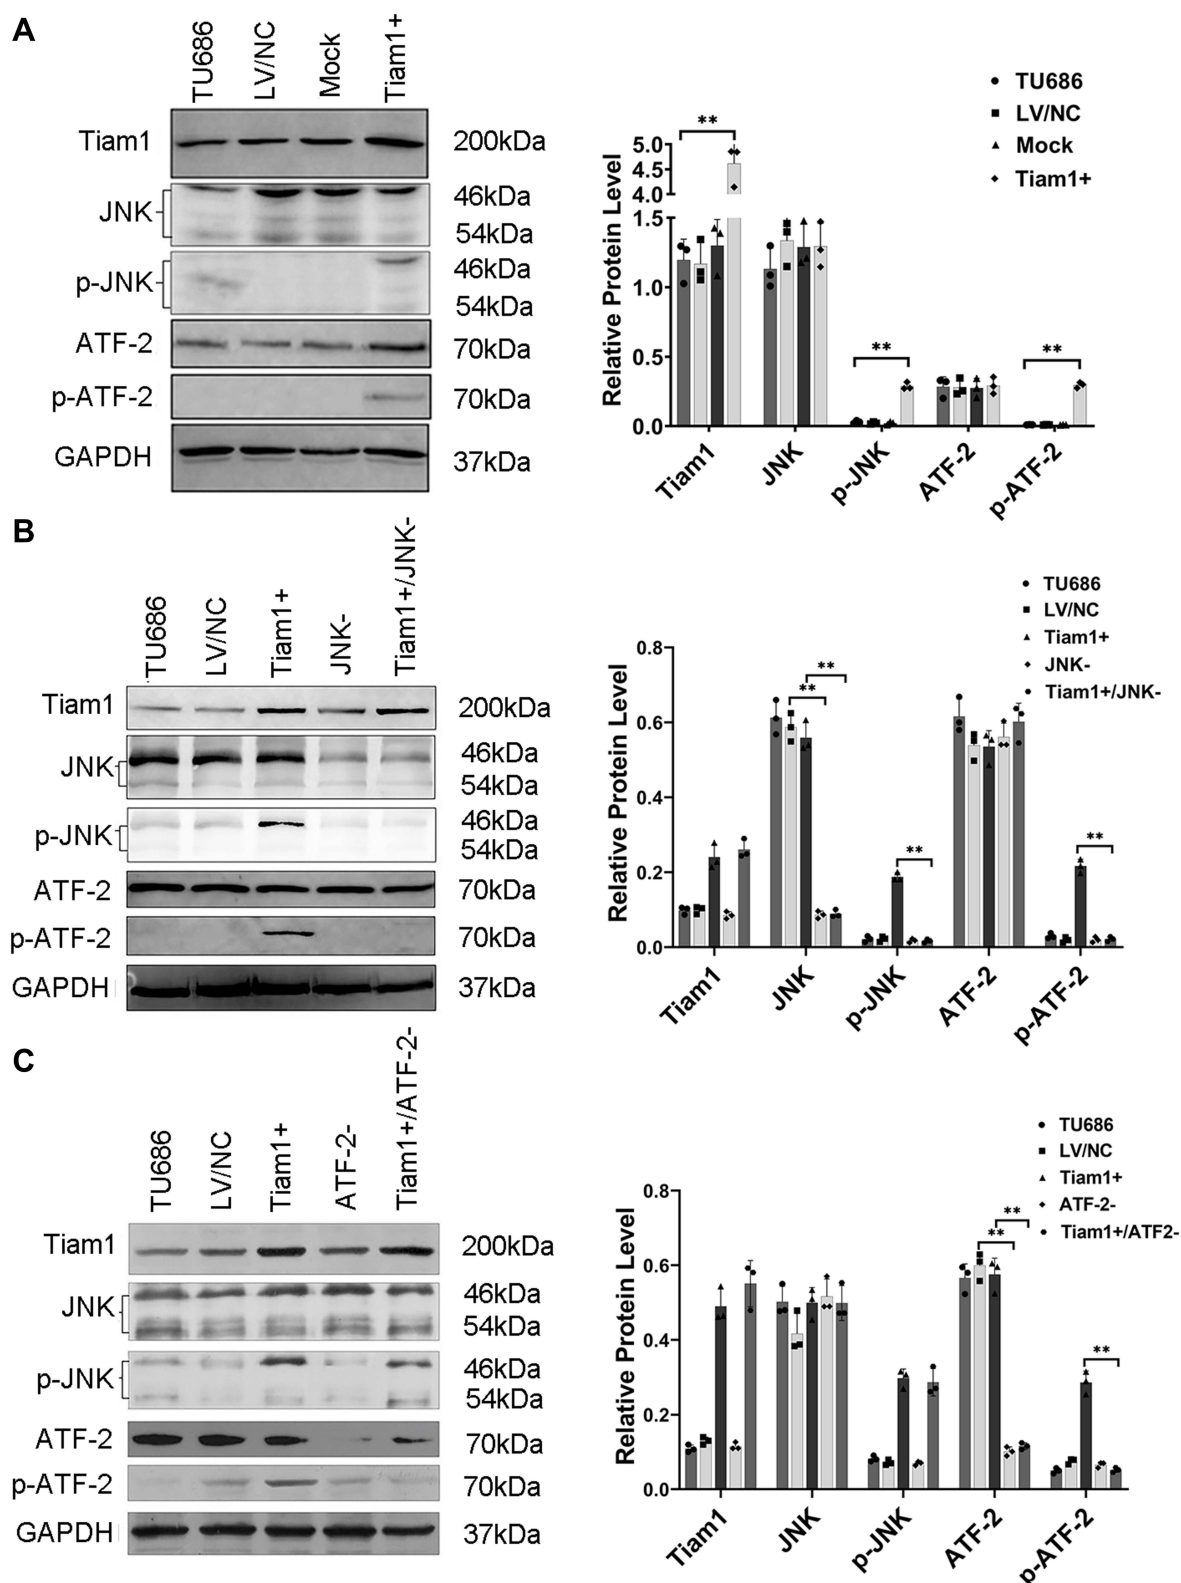 A
TU686
LV/NC
Mock
Tiam1+
Tiam1
200kDa
JNK
46kDa
54kDa
p-JNK
46kDa
54kDa
ATF-2
70kDa
p-ATF-2
70kDa
GAPDH
37kDa
TU686
LV/NC
Mock
Tiam1+
Relative Protein Level
5.0
4.5
4.0
1.5
1.0
0.5
0.0
**
**
**
Tiam1
JNK
p-JNK
ATF-2
p-ATF-2
B
TU686
LV/NC
Tiam1+
JNK-
Tiam1+/JNK-
Tiam1
200kDa
JNK
46kDa
54kDa
p-JNK
46kDa
54kDa
ATF-2
70kDa
p-ATF-2
70kDa
GAPDH
37kDa
TU686
LV/NC
Tiam1+
JNK-
Tiam1+/JNK-
Relative Protein Level
0.8
0.6
0.4
0.2
0.0
**
**
**
**
Tiam1
JNK
p-JNK
ATF-2
p-ATF-2
C
TU686
LV/NC
Tiam1+
ATF-2-
Tiam1+/ATF-2-
Tiam1
200kDa
JNK
46kDa
54kDa
p-JNK
46kDa
54kDa
ATF-2
70kDa
p-ATF-2
70kDa
GAPDH
37kDa
TU686
LV/NC
Tiam1+
ATF-2-
Tiam1+/ATF2-
Relative Protein Level
0.8
0.6
0.4
0.2
0.0
**
**
**
Tiam1
JNK
p-JNK
ATF-2
p-ATF-2